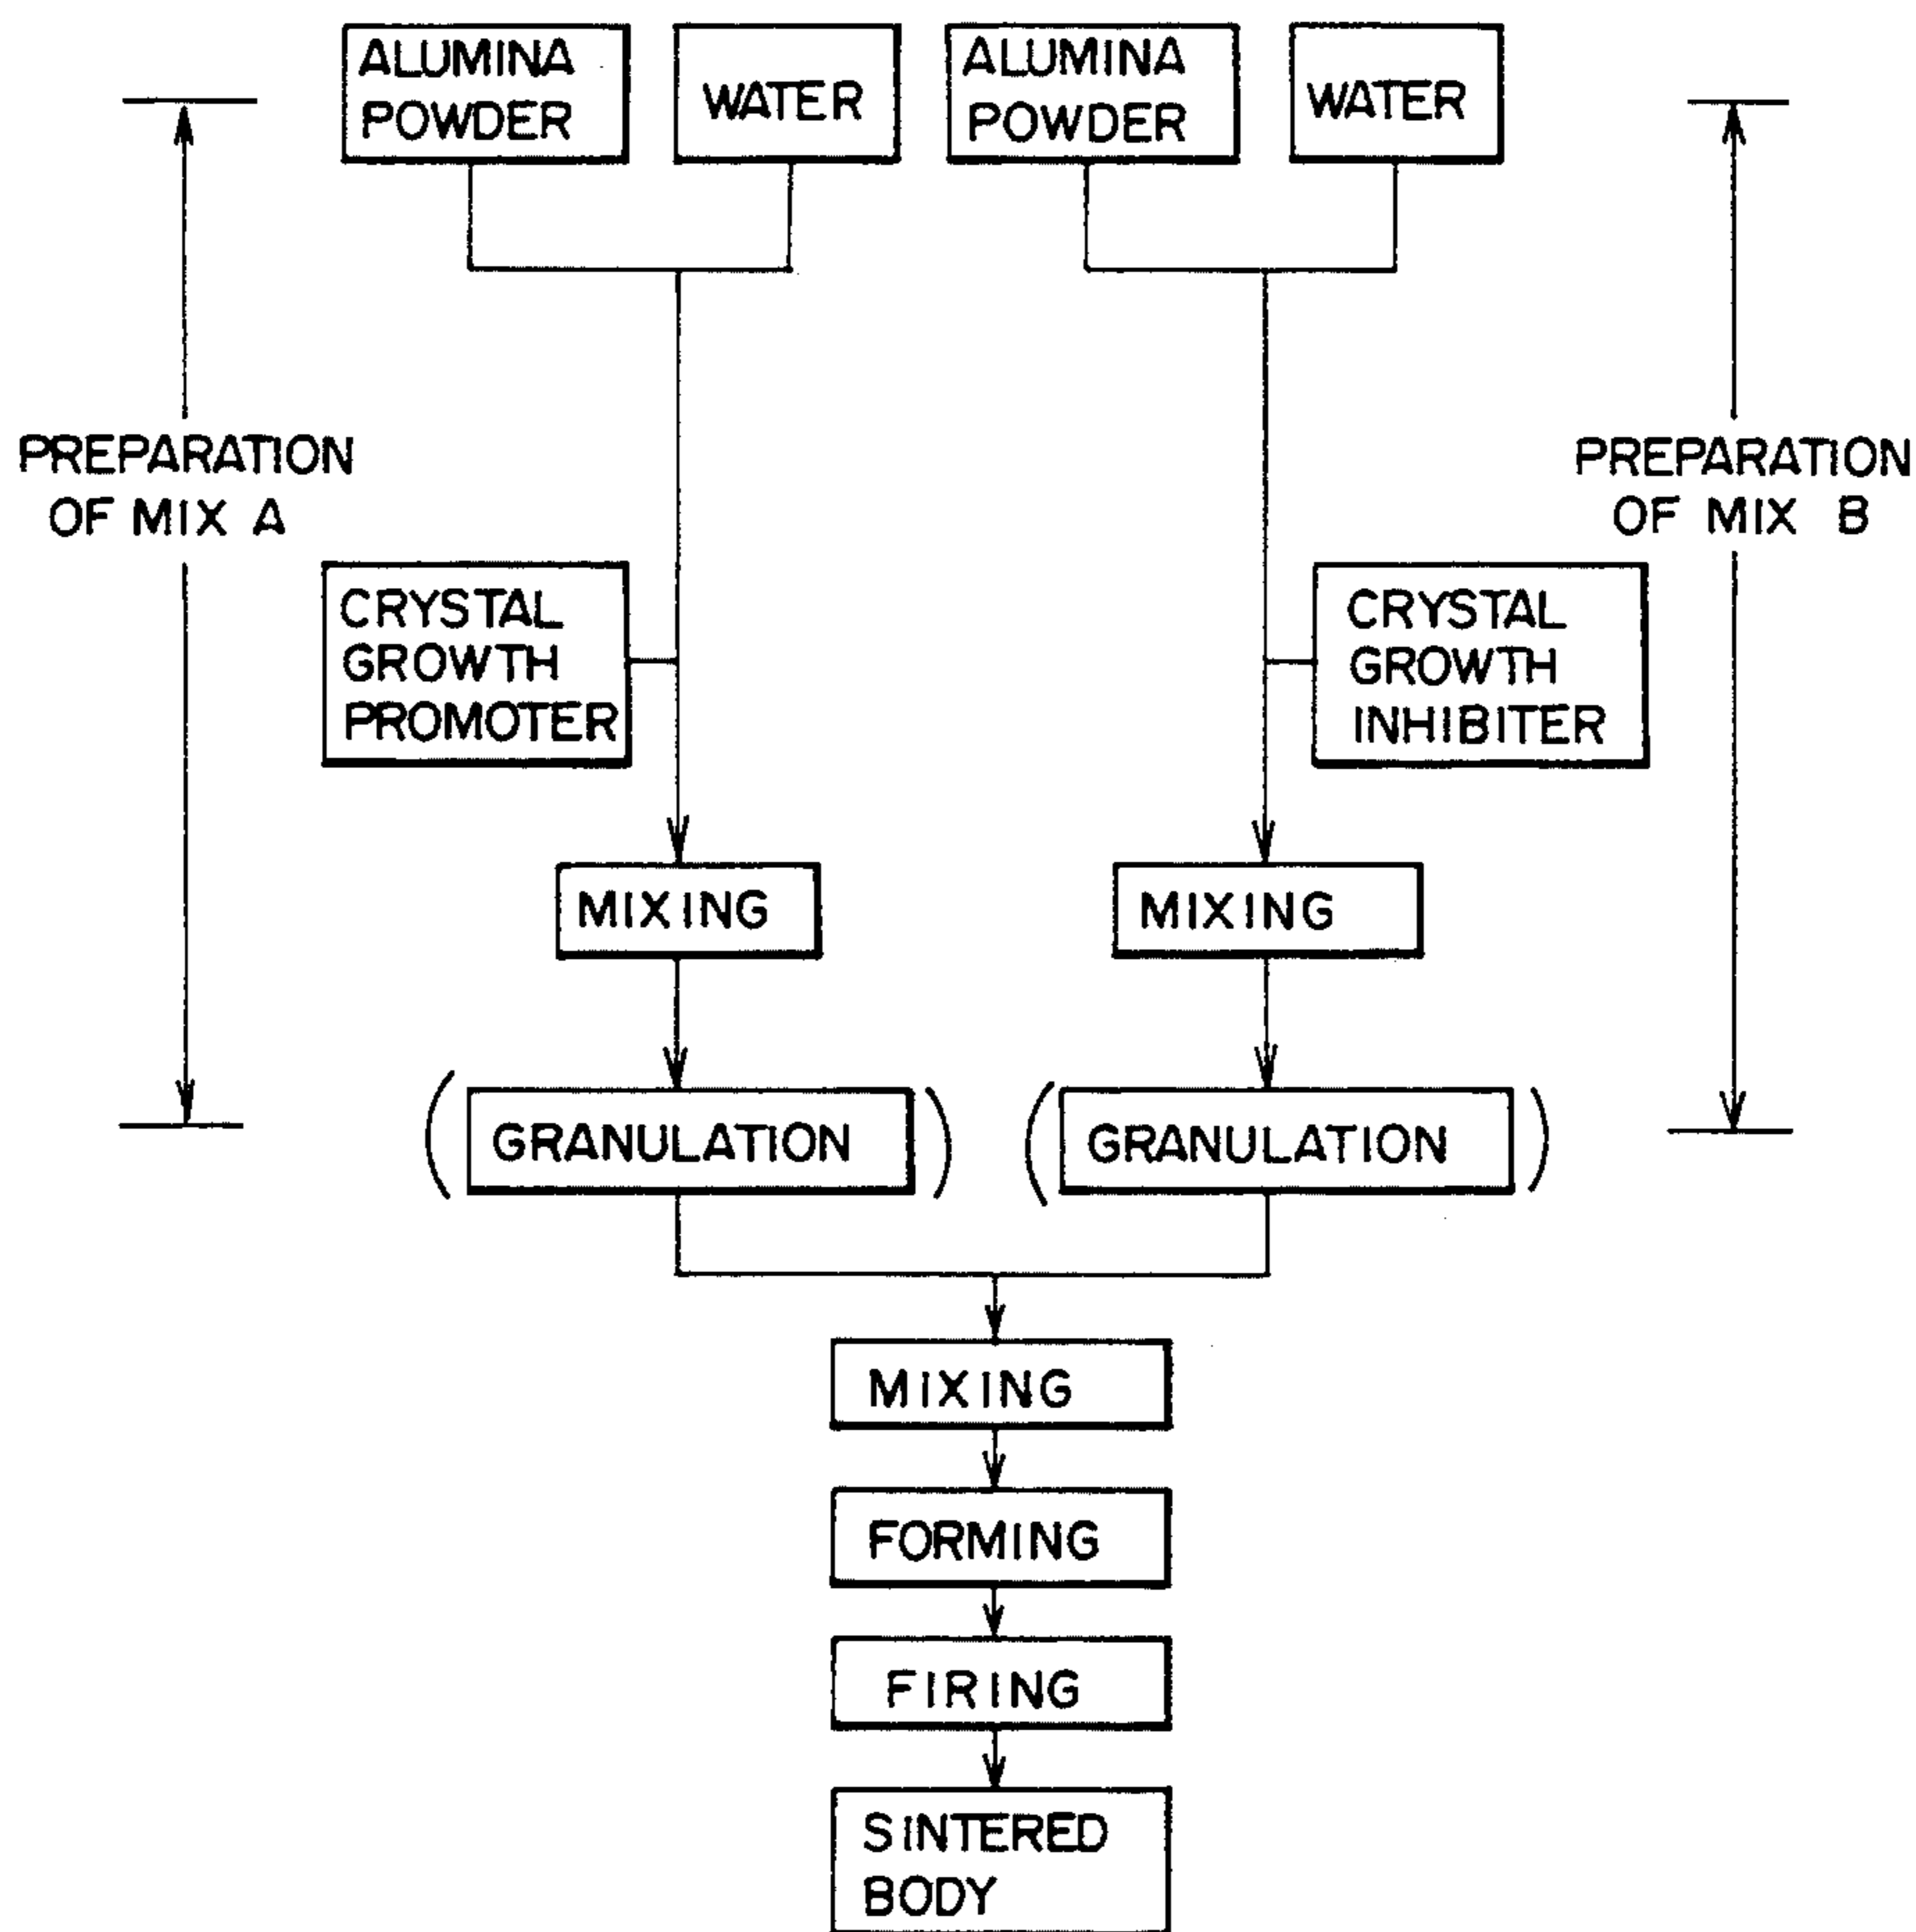 ALUMINA
POWDER
WATER
ALUMINA
POWDER
WATER
PREPARATION
OF MIX A
PREPARATION
OF MIX B
CRYSTAL
GROWTH
PROMOTER
CRYSTAL
GROWTH
INHIBITER
MIXING
MIXING
(GRANULATION)
(GRANULATION)
MIXING
FORMING
FIRING
SINTERED
BODY